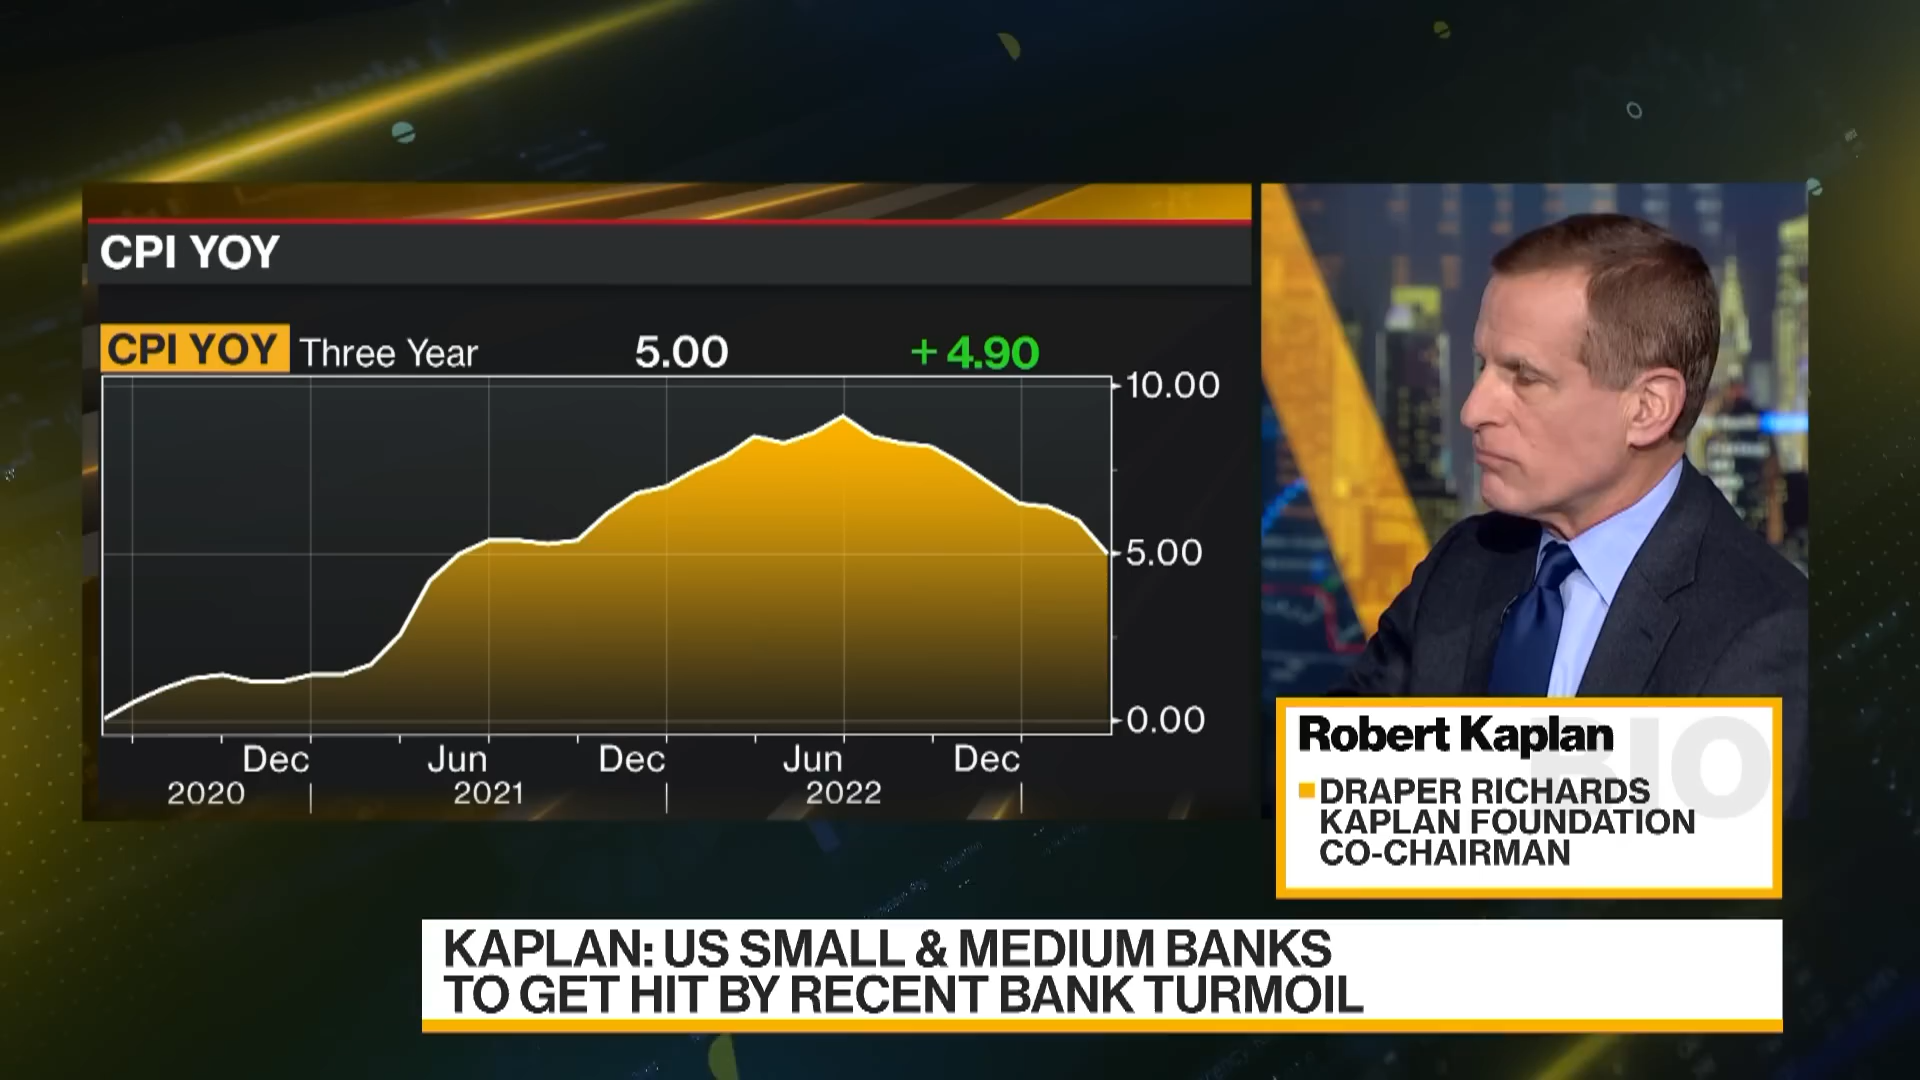 CPI YOY
CPI YOY Three Year 5.00 + 4.90
10.00
5.00
0.00
Dec Jun Dec Jun Dec
2020 2021 2022
BIO
Robert Kaplan
DRAPER RICHARDS
KAPLAN FOUNDATION
CO-CHAIRMAN
KAPLAN: US SMALL & MEDIUM BANKS
TO GET HIT BY RECENT BANK TURMOIL